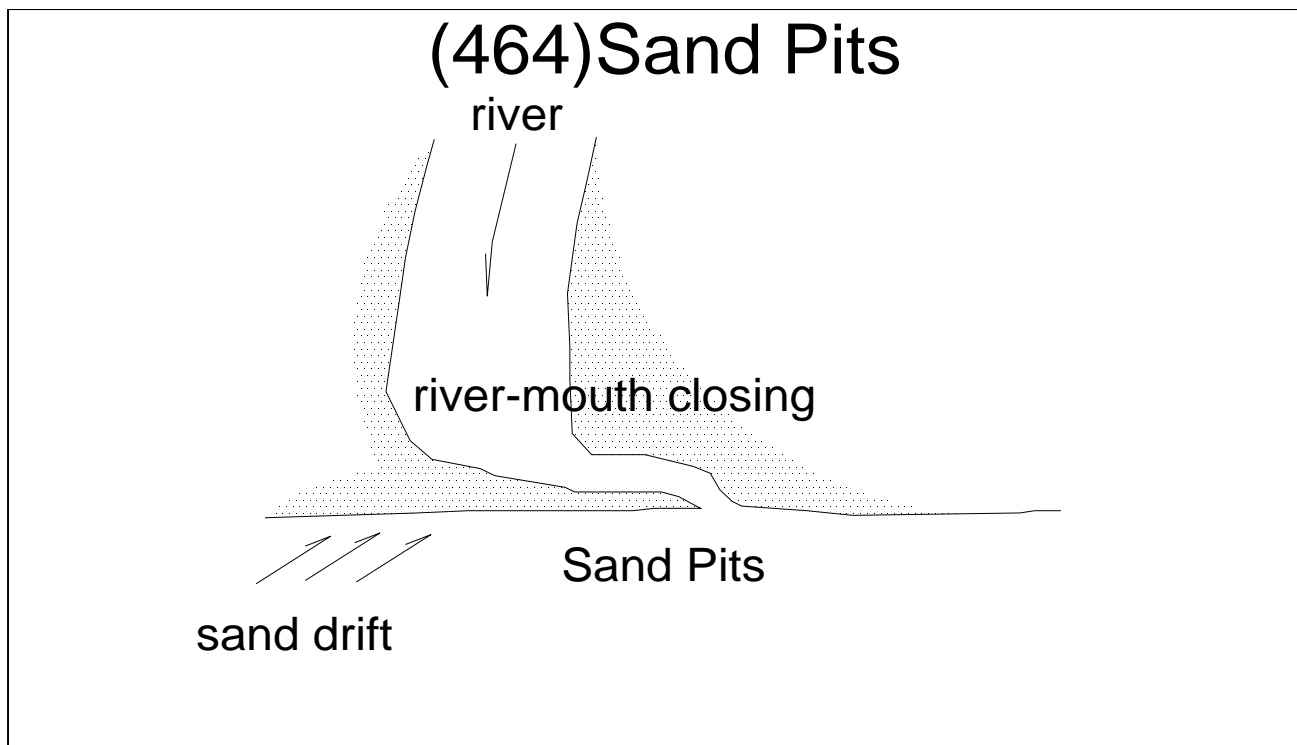 (464)Sand Pits
river
river-mouth closing
Sand Pits
sand drift